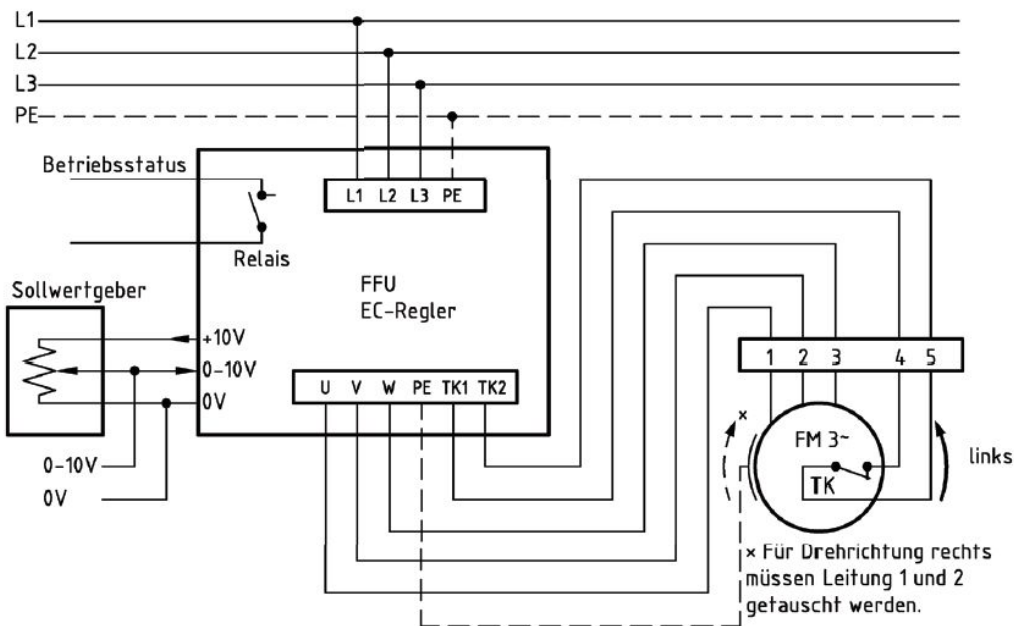 L1
L2
L3
PE
Betriebsstatus
L1 L2 L3 PE
Relais
FFU
EC-Regler
Sollwertgeber
+10V
0-10V
0V
U V W PE TK1 TK2
0-10V
0V
1 2 3 4 5
×
FM 3~
TK
links
× Für Drehrichtung rechts
müssen Leitung 1 und 2
getauscht werden.